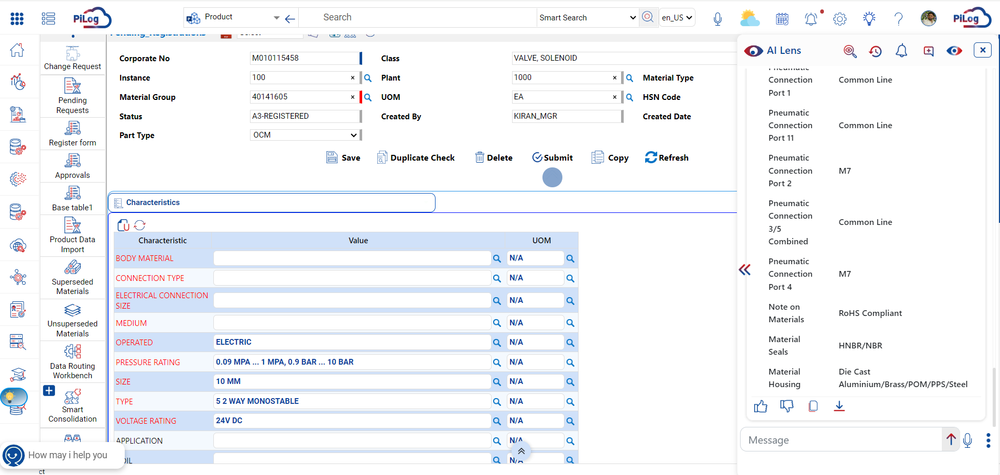 PiLog
Product
Search
Smart Search
en_US
PiLog
Pending_Registrations
Change Request
Pending
Requests
Register form
Approvals
Base table1
Product Data
Import
Superseded
Materials
Unsuperseded
Materials
Data Routing
Workbench
Smart
Consolidation
How may i help you
ct
Corporate No M010115458 Class VALVE, SOLENOID
Instance 100 × Plant 1000 × Material Type
Material Group 40141605 × UOM EA × HSN Code
Status A3-REGISTERED Created By KIRAN_MGR Created Date
Part Type OCM
Save Duplicate Check Delete Submit Copy Refresh
Characteristics
Characteristic Value UOM
BODY MATERIAL N/A
CONNECTION TYPE N/A
ELECTRICAL CONNECTION
SIZE N/A
MEDIUM N/A
OPERATED ELECTRIC N/A
PRESSURE RATING 0.09 MPA ... 1 MPA, 0.9 BAR ... 10 BAR N/A
SIZE 10 MM N/A
TYPE 5 2 WAY MONOSTABLE N/A
VOLTAGE RATING 24V DC N/A
APPLICATION N/A
OIL N/A
AI Lens
Pneumatic
Connection
Port 1
Common Line
Pneumatic
Connection
Port 11
Common Line
Pneumatic
Connection
Port 2
M7
Pneumatic
Connection
3/5
Combined
Common Line
Pneumatic
Connection
Port 4
M7
Note on
Materials
RoHS Compliant
Material
Seals
HNBR/NBR
Material
Housing
Die Cast
Aluminium/Brass/POM/PPS/Steel
Message